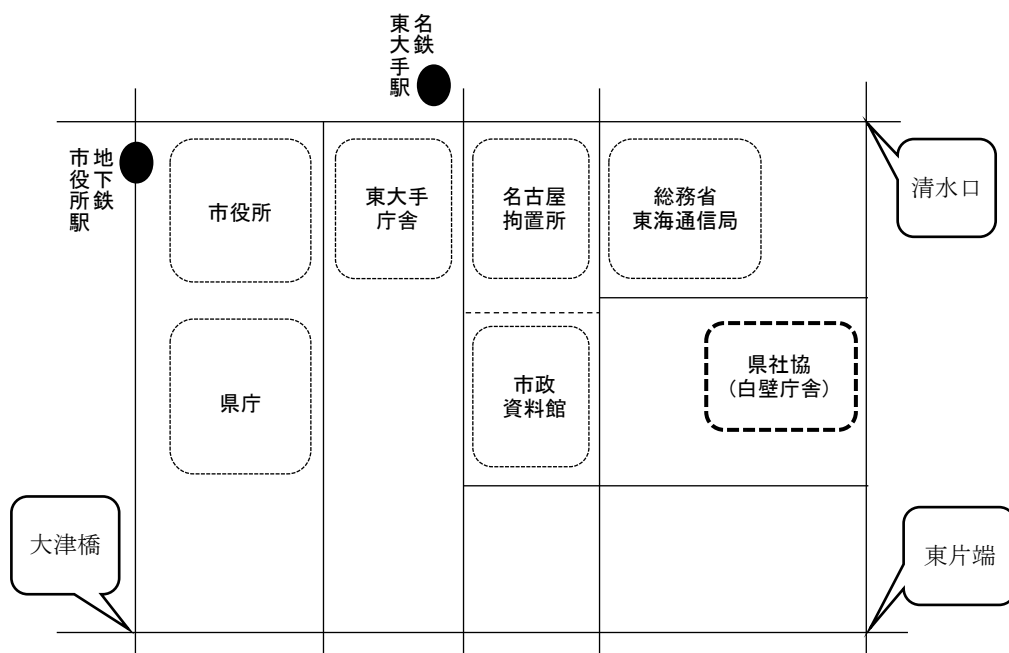 名鉄
東大手駅
地下鉄
市役所駅
市役所
東大手
庁舎
名古屋
拘置所
総務省
東海通信局
清水口
県庁
市政
資料館
県社協
(白壁庁舎)
大津橋
東片端